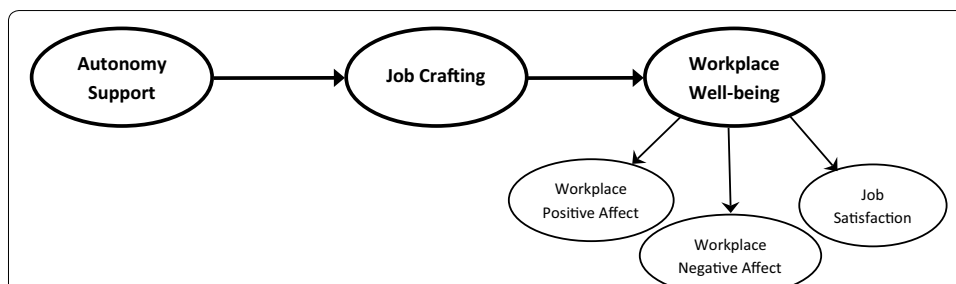 Autonomy
Support
Job Crafting
Workplace
Well-being
Workplace
Positive Affect
Workplace
Negative Affect
Job
Satisfaction